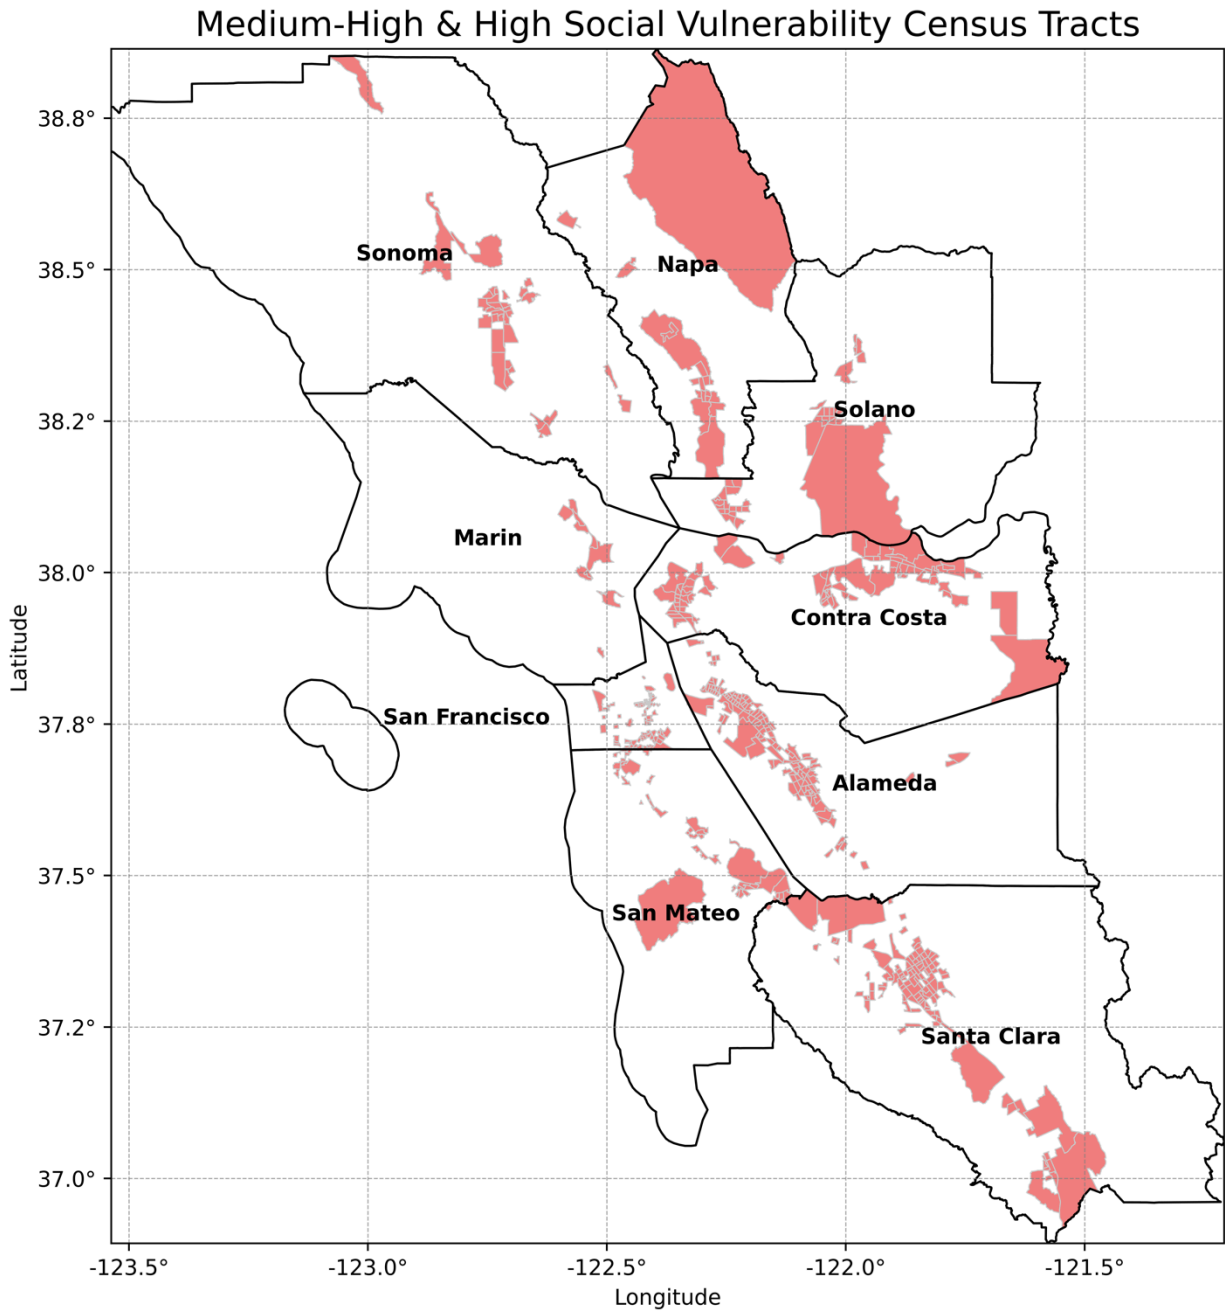 Medium-High & High Social Vulnerability Census Tracts
38.8°
38.5°
38.2°
38.0°
37.8°
37.5°
37.2°
37.0°
Latitude
Sonoma
Napa
Solano
Marin
Contra Costa
San Francisco
Alameda
San Mateo
Santa Clara
-123.5°
-123.0°
-122.5°
-122.0°
-121.5°
Longitude